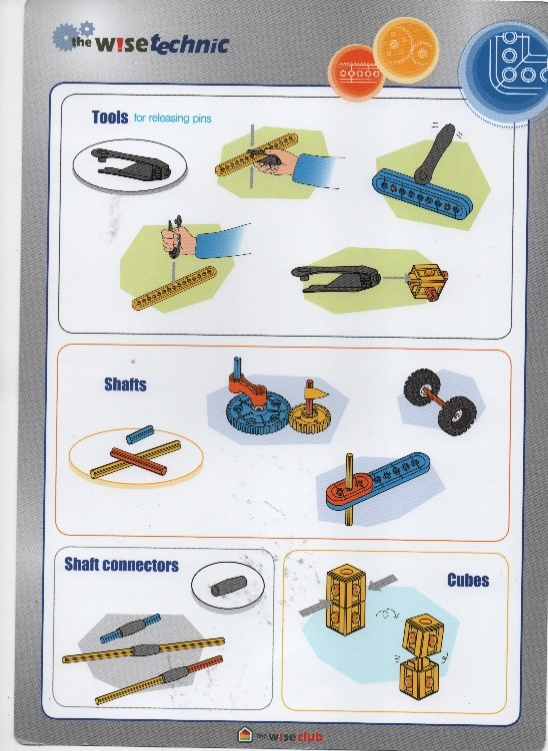 the wisetechnic
Tools for releasing pins
Shafts
Shaft connectors
Cubes
the wiseclub